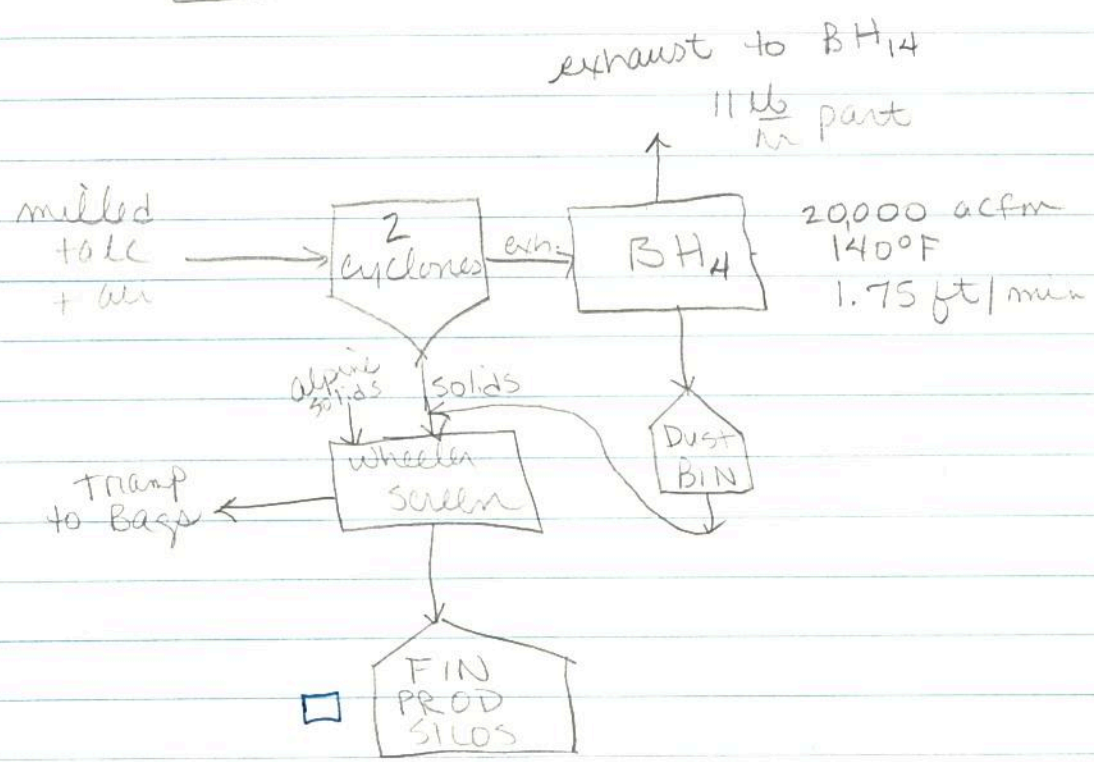 exhaust to BH14
11 lb/hr part
milled
talc
+ air
2
cyclones
exh.
BH4
20,000 acfm
140°F
1.75 ft/min
alpine
solids
solids
Dust
BIN
wheeler
screen
tramp
to Bags
FIN
PROD
SILOS